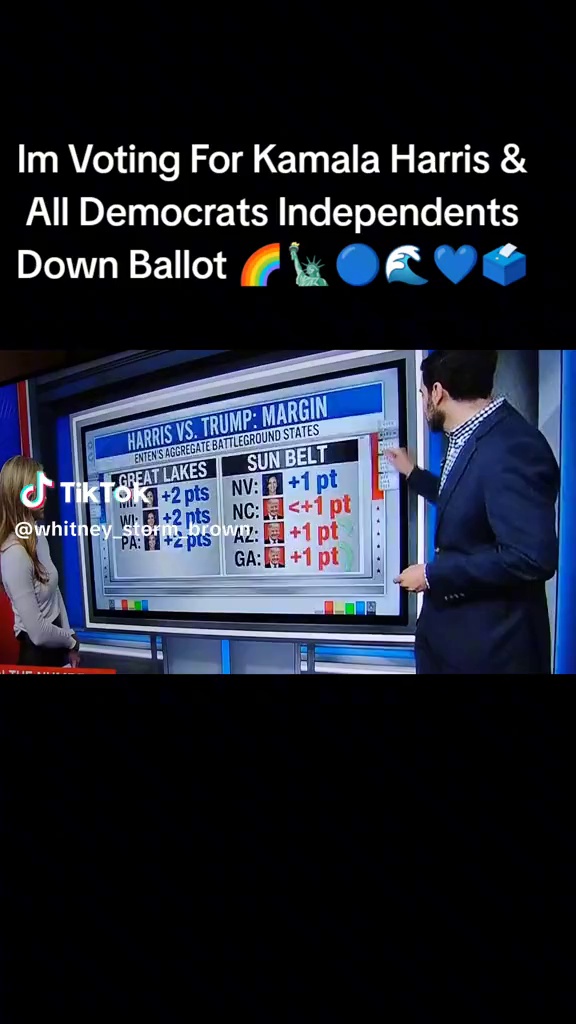 Im Voting For Kamala Harris &
All Democrats Independents
Down Ballot 🌈🗽🔵🌊💙🗳️
HARRIS VS. TRUMP: MARGIN
ENTEN'S AGGREGATE BATTLEGROUND STATES
GREAT LAKES
MI: +2 pts
WI: +2 pts
PA: +2 pts
SUN BELT
NV: +1 pt
NC: <+1 pt
AZ: +1 pt
GA: +1 pt
TikTok
@whitney_storm_brown